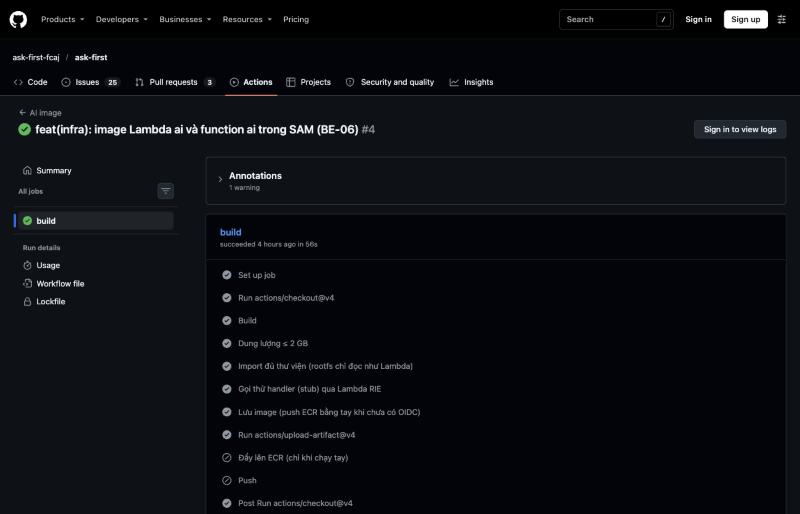 Products Developers Businesses Resources Pricing Search / Sign in Sign up
ask-first-fcaj / ask-first
Code Issues 25 Pull requests 3 Actions Projects Security and quality Insights
AI image
feat(infra): image Lambda ai và function ai trong SAM (BE-06) #4
Sign in to view logs
Summary
All jobs
build
Run details
Usage
Workflow file
Lockfile
Annotations
1 warning
build
succeeded 4 hours ago in 56s
Set up job
Run actions/checkout@v4
Build
Dung lượng ≤ 2 GB
Import đủ thư viện (rootfs chỉ đọc như Lambda)
Gọi thử handler (stub) qua Lambda RIE
Lưu image (push ECR bằng tay khi chưa có OIDC)
Run actions/upload-artifact@v4
Đẩy lên ECR (chỉ khi chạy tay)
Push
Post Run actions/checkout@v4